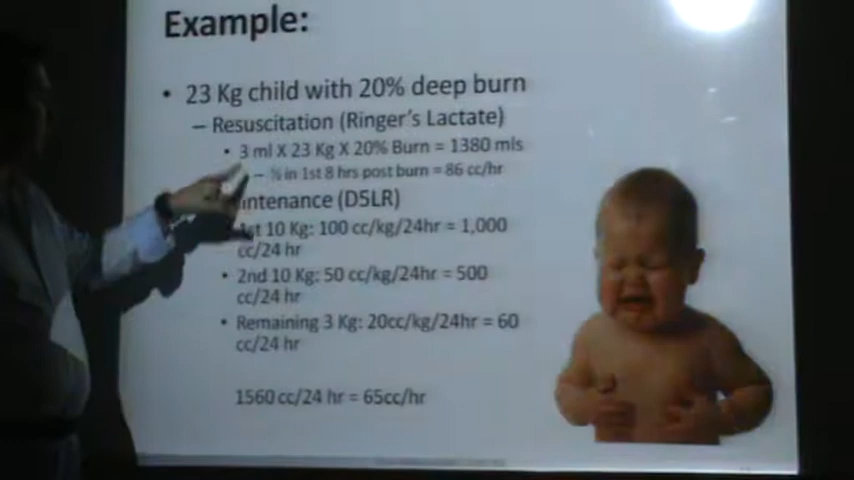 Example:
• 23 Kg child with 20% deep burn
– Resuscitation (Ringer's Lactate)
• 3 ml X 23 Kg X 20% Burn = 1380 mls
– ½ in 1st 8 hrs post burn = 86 cc/hr
intenance (D5LR)
1st 10 Kg: 100 cc/kg/24hr = 1,000
cc/24 hr
• 2nd 10 Kg: 50 cc/kg/24hr = 500
cc/24 hr
• Remaining 3 Kg: 20cc/kg/24hr = 60
cc/24 hr
1560 cc/24 hr = 65cc/hr